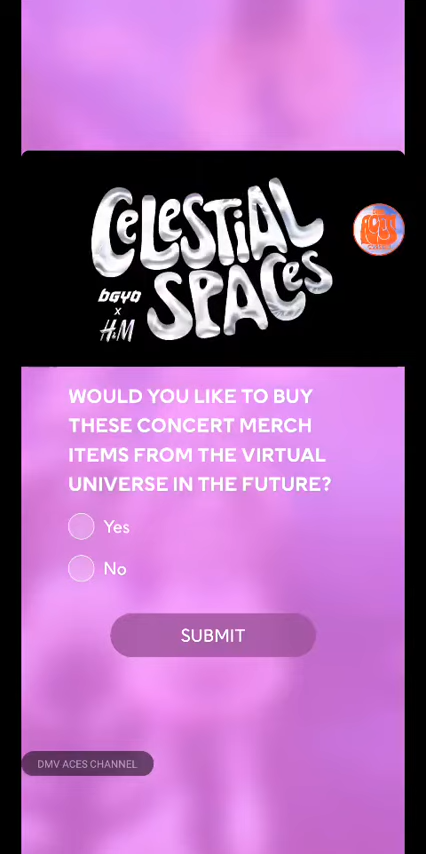 CeLeSTiAL
SPACes
BGYO
x
H&M
ACES
WOULD YOU LIKE TO BUY
THESE CONCERT MERCH
ITEMS FROM THE VIRTUAL
UNIVERSE IN THE FUTURE?
Yes
No
SUBMIT
DMV ACES CHANNEL